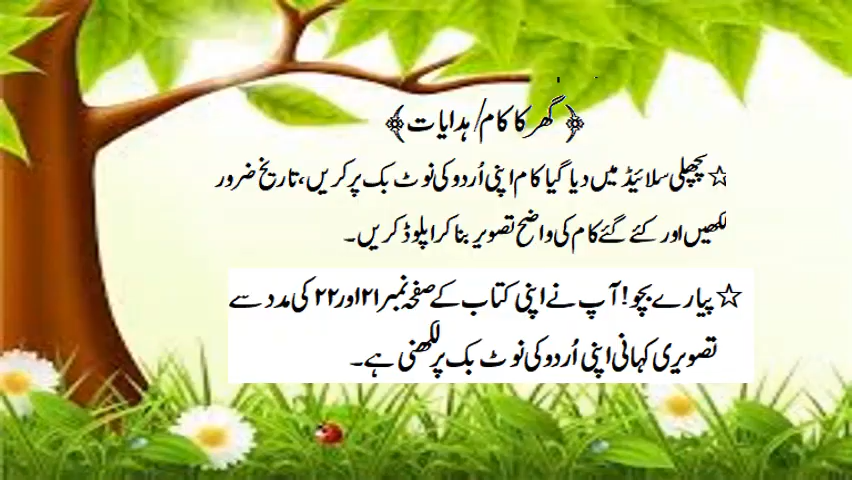 ﴿گھر کا کام/ہدایات﴾
☆پچھلی سلائیڈ میں دیا گیا کام اپنی اُردو کی نوٹ بک پر کریں، تاریخ ضرور
لکھیں اور کئے گئے کام کی واضح تصویر بنا کر اپلوڈ کریں۔
☆پیارے بچو! آپ نے اپنی کتاب کے صفحہ نمبر ۲۱ اور ۲۲ کی مدد سے
تصویری کہانی اپنی اُردو کی نوٹ بک پر لکھنی ہے۔